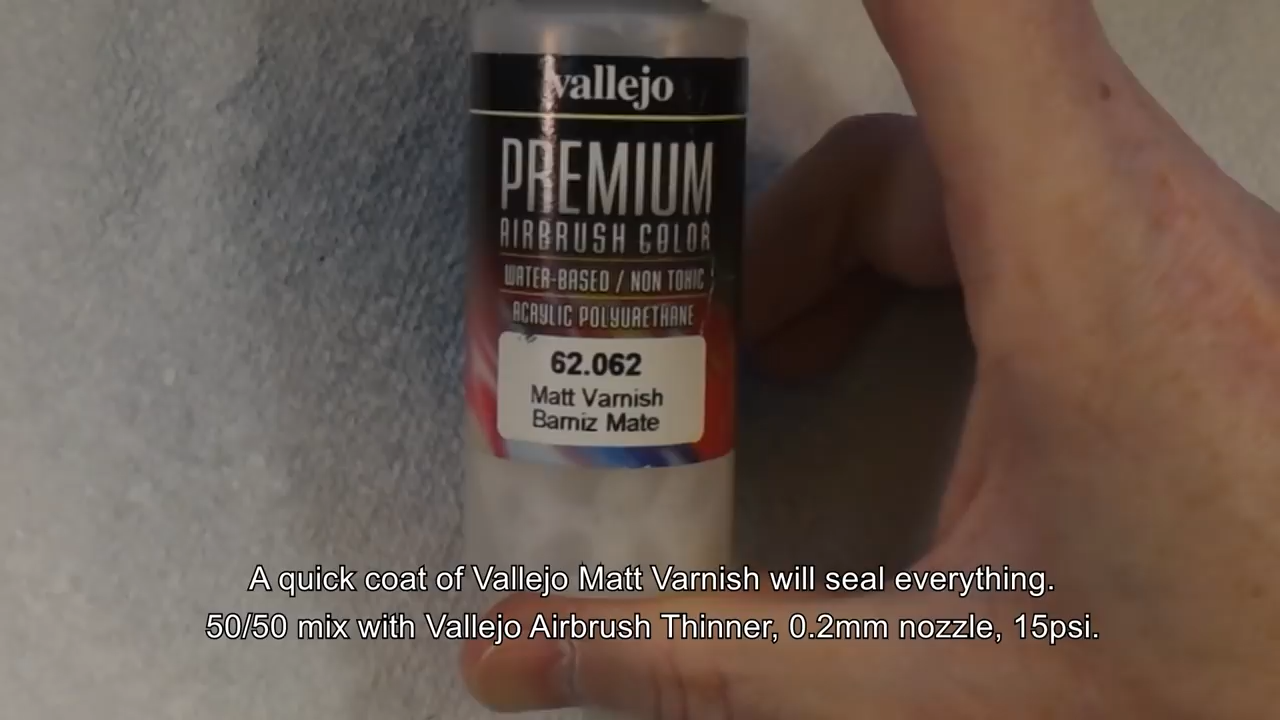 vallejo
PREMIUM
AIRBRUSH COLOR
WATER-BASED / NON TOXIC
ACRYLIC POLYURETHANE
62.062
Matt Varnish
Barniz Mate
A quick coat of Vallejo Matt Varnish will seal everything.
50/50 mix with Vallejo Airbrush Thinner, 0.2mm nozzle, 15psi.